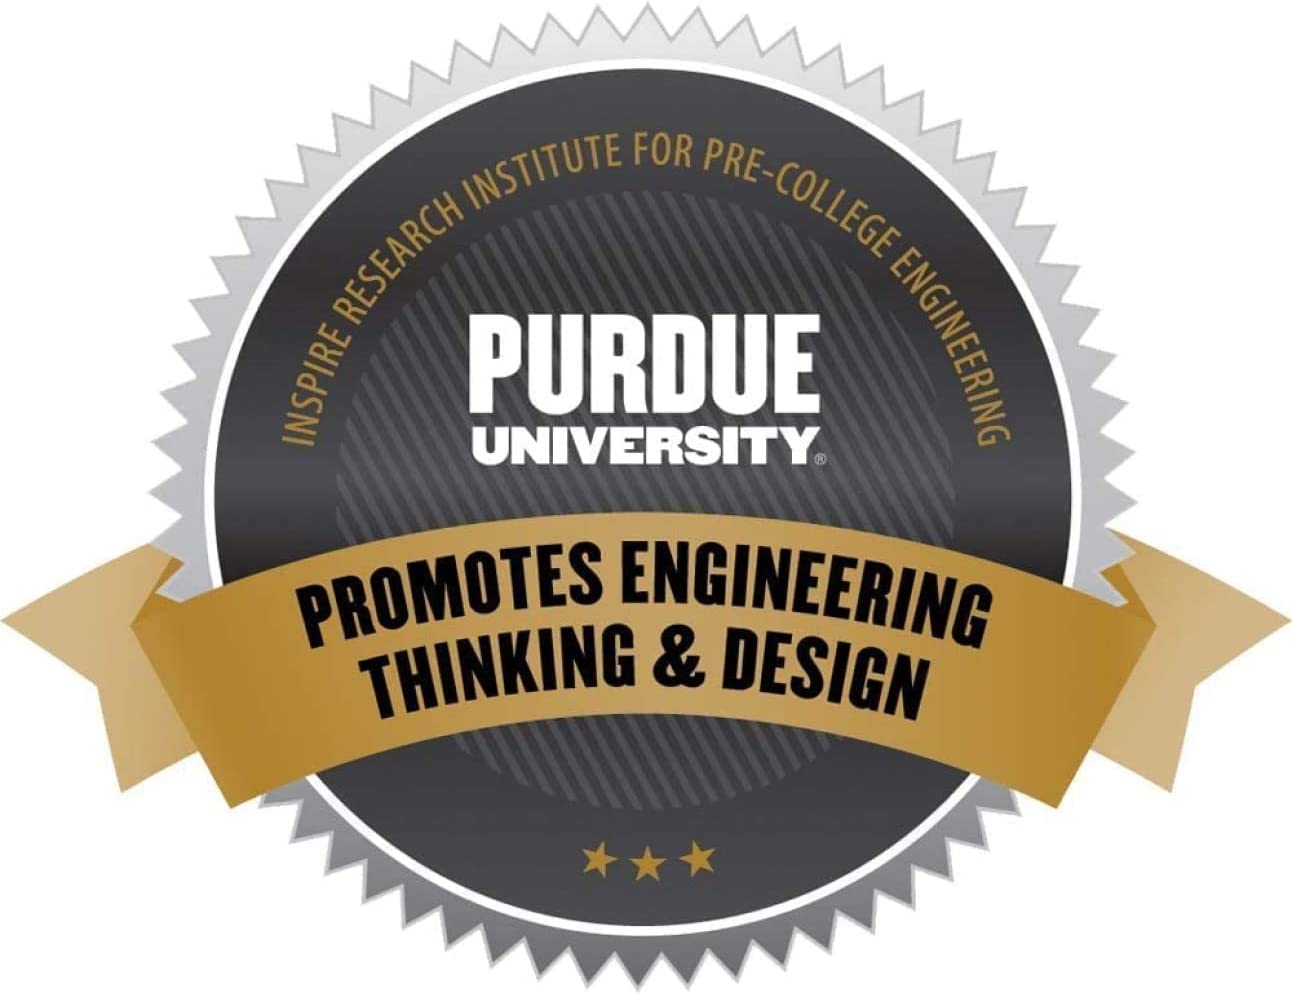 INSPIRE RESEARCH INSTITUTE FOR PRE-COLLEGE ENGINEERING
PURDUE
UNIVERSITY®
PROMOTES ENGINEERING
THINKING & DESIGN